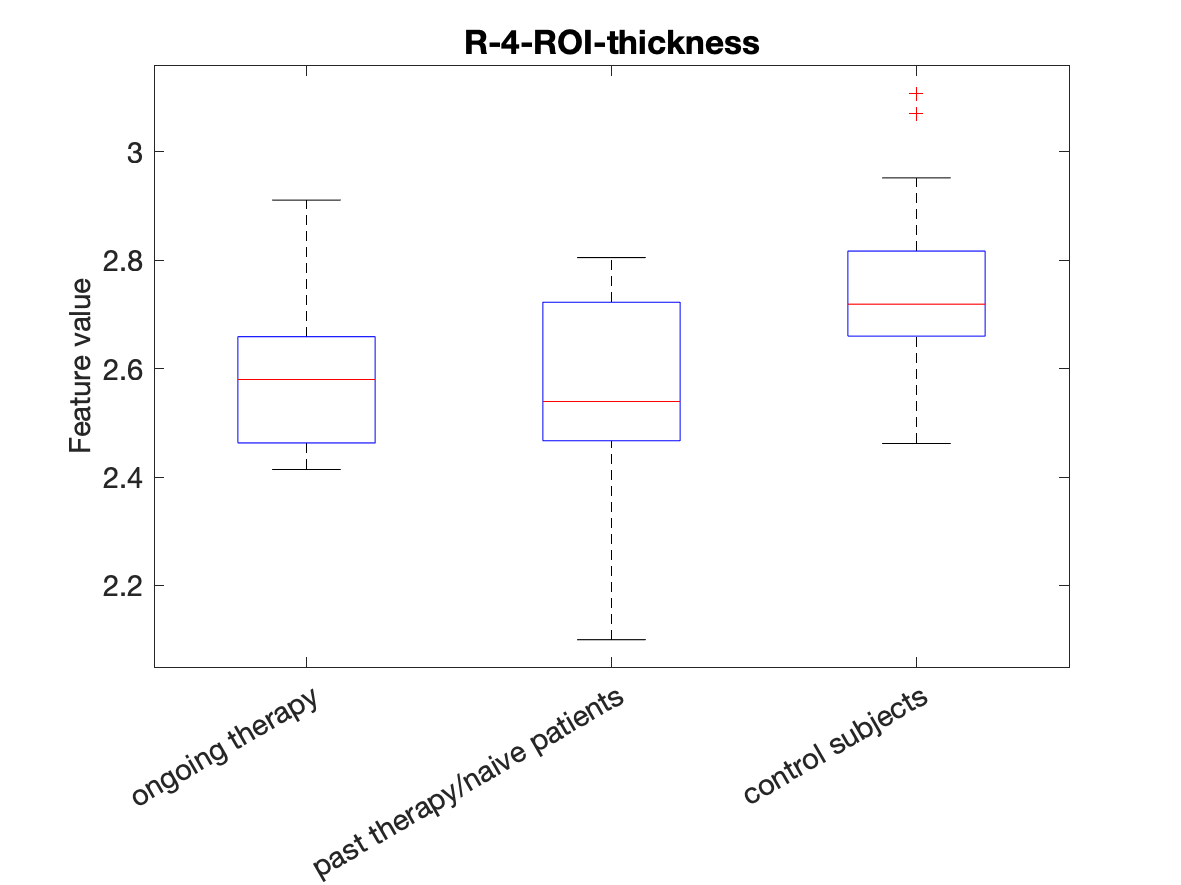 R-4-ROI-thickness
Feature value
3
2.8
2.6
2.4
2.2
ongoing therapy
past therapy/naive patients
control subjects